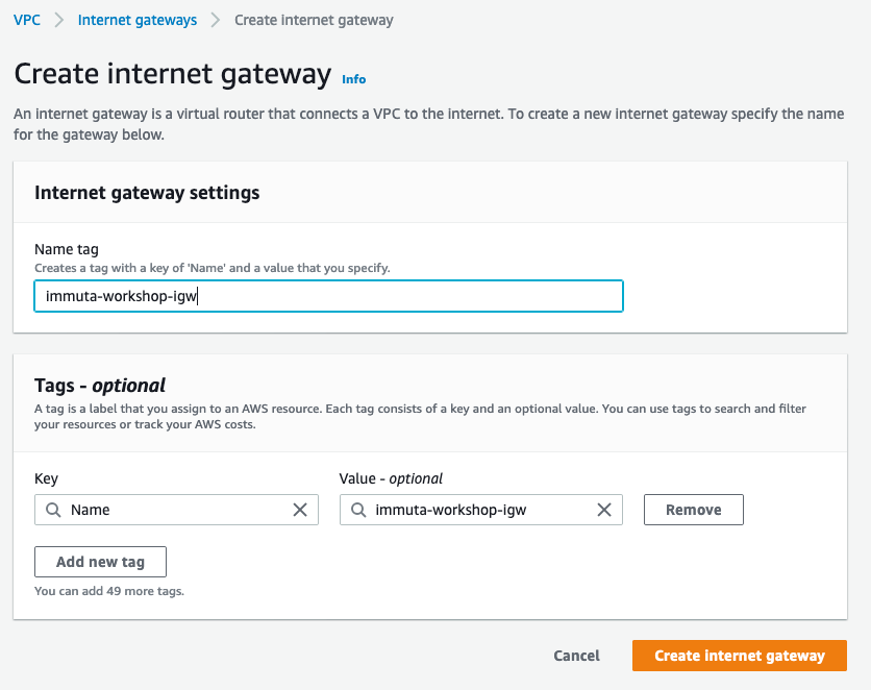 VPC > Internet gateways > Create internet gateway
Create internet gateway Info
An internet gateway is a virtual router that connects a VPC to the internet. To create a new internet gateway specify the name
for the gateway below.
Internet gateway settings
Name tag
Creates a tag with a key of 'Name' and a value that you specify.
immuta-workshop-igw
Tags - optional
A tag is a label that you assign to an AWS resource. Each tag consists of a key and an optional value. You can use tags to search and filter
your resources or track your AWS costs.
Key Value - optional
Name immuta-workshop-igw Remove
Add new tag
You can add 49 more tags.
Cancel Create internet gateway